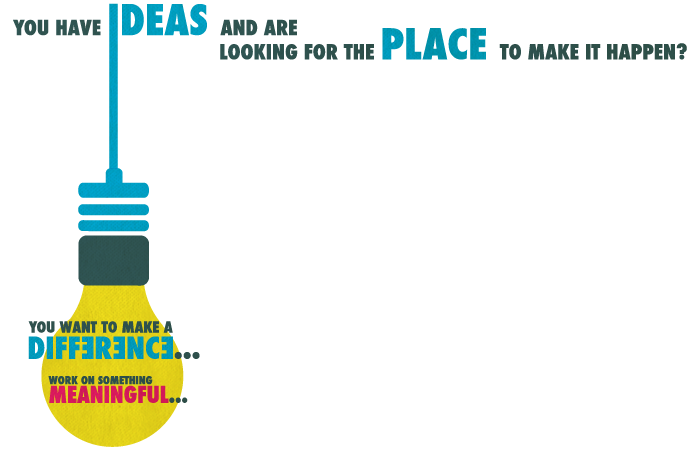 YOU HAVE IDEAS AND ARE
LOOKING FOR THE PLACE TO MAKE IT HAPPEN?
YOU WANT TO MAKE A
DIFFERENCE...
WORK ON SOMETHING
MEANINGFUL...